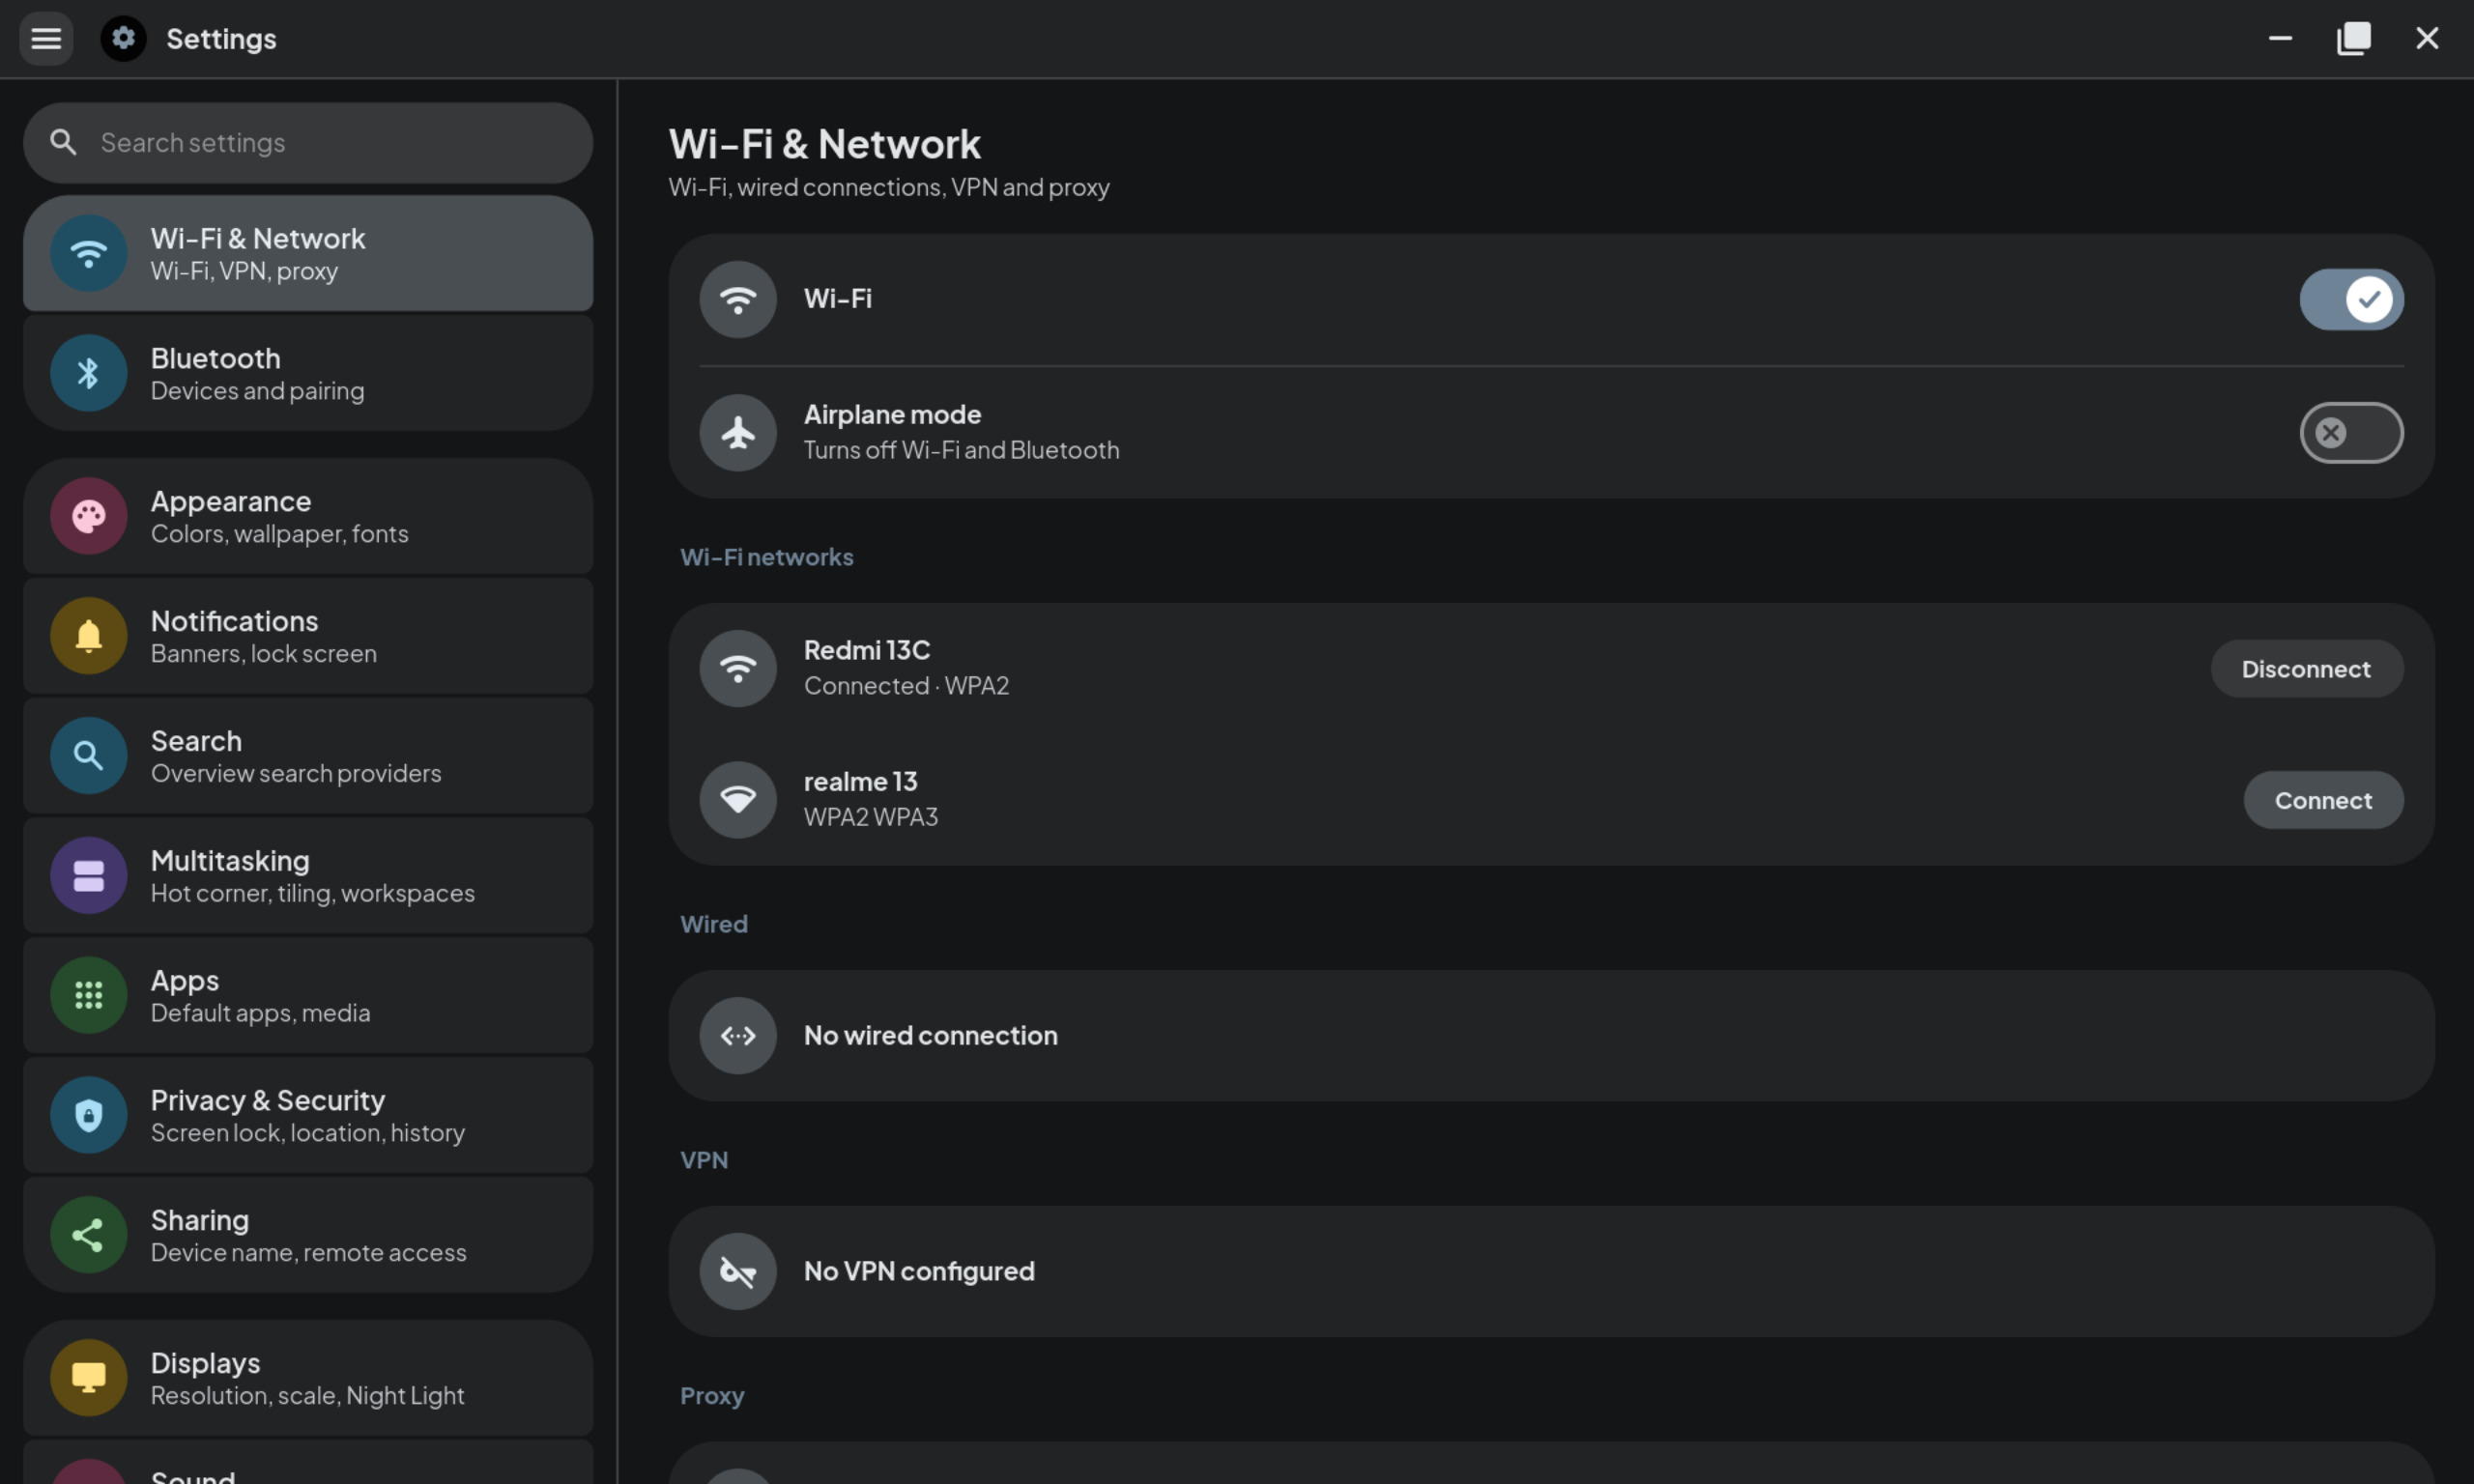 Settings
Search settings
Wi-Fi & Network
Wi-Fi, VPN, proxy
Bluetooth
Devices and pairing
Appearance
Colors, wallpaper, fonts
Notifications
Banners, lock screen
Search
Overview search providers
Multitasking
Hot corner, tiling, workspaces
Apps
Default apps, media
Privacy & Security
Screen lock, location, history
Sharing
Device name, remote access
Displays
Resolution, scale, Night Light
Sound
Wi-Fi & Network
Wi-Fi, wired connections, VPN and proxy
Wi-Fi
Airplane mode
Turns off Wi-Fi and Bluetooth
Wi-Fi networks
Redmi 13C
Connected · WPA2
Disconnect
realme 13
WPA2 WPA3
Connect
Wired
No wired connection
VPN
No VPN configured
Proxy